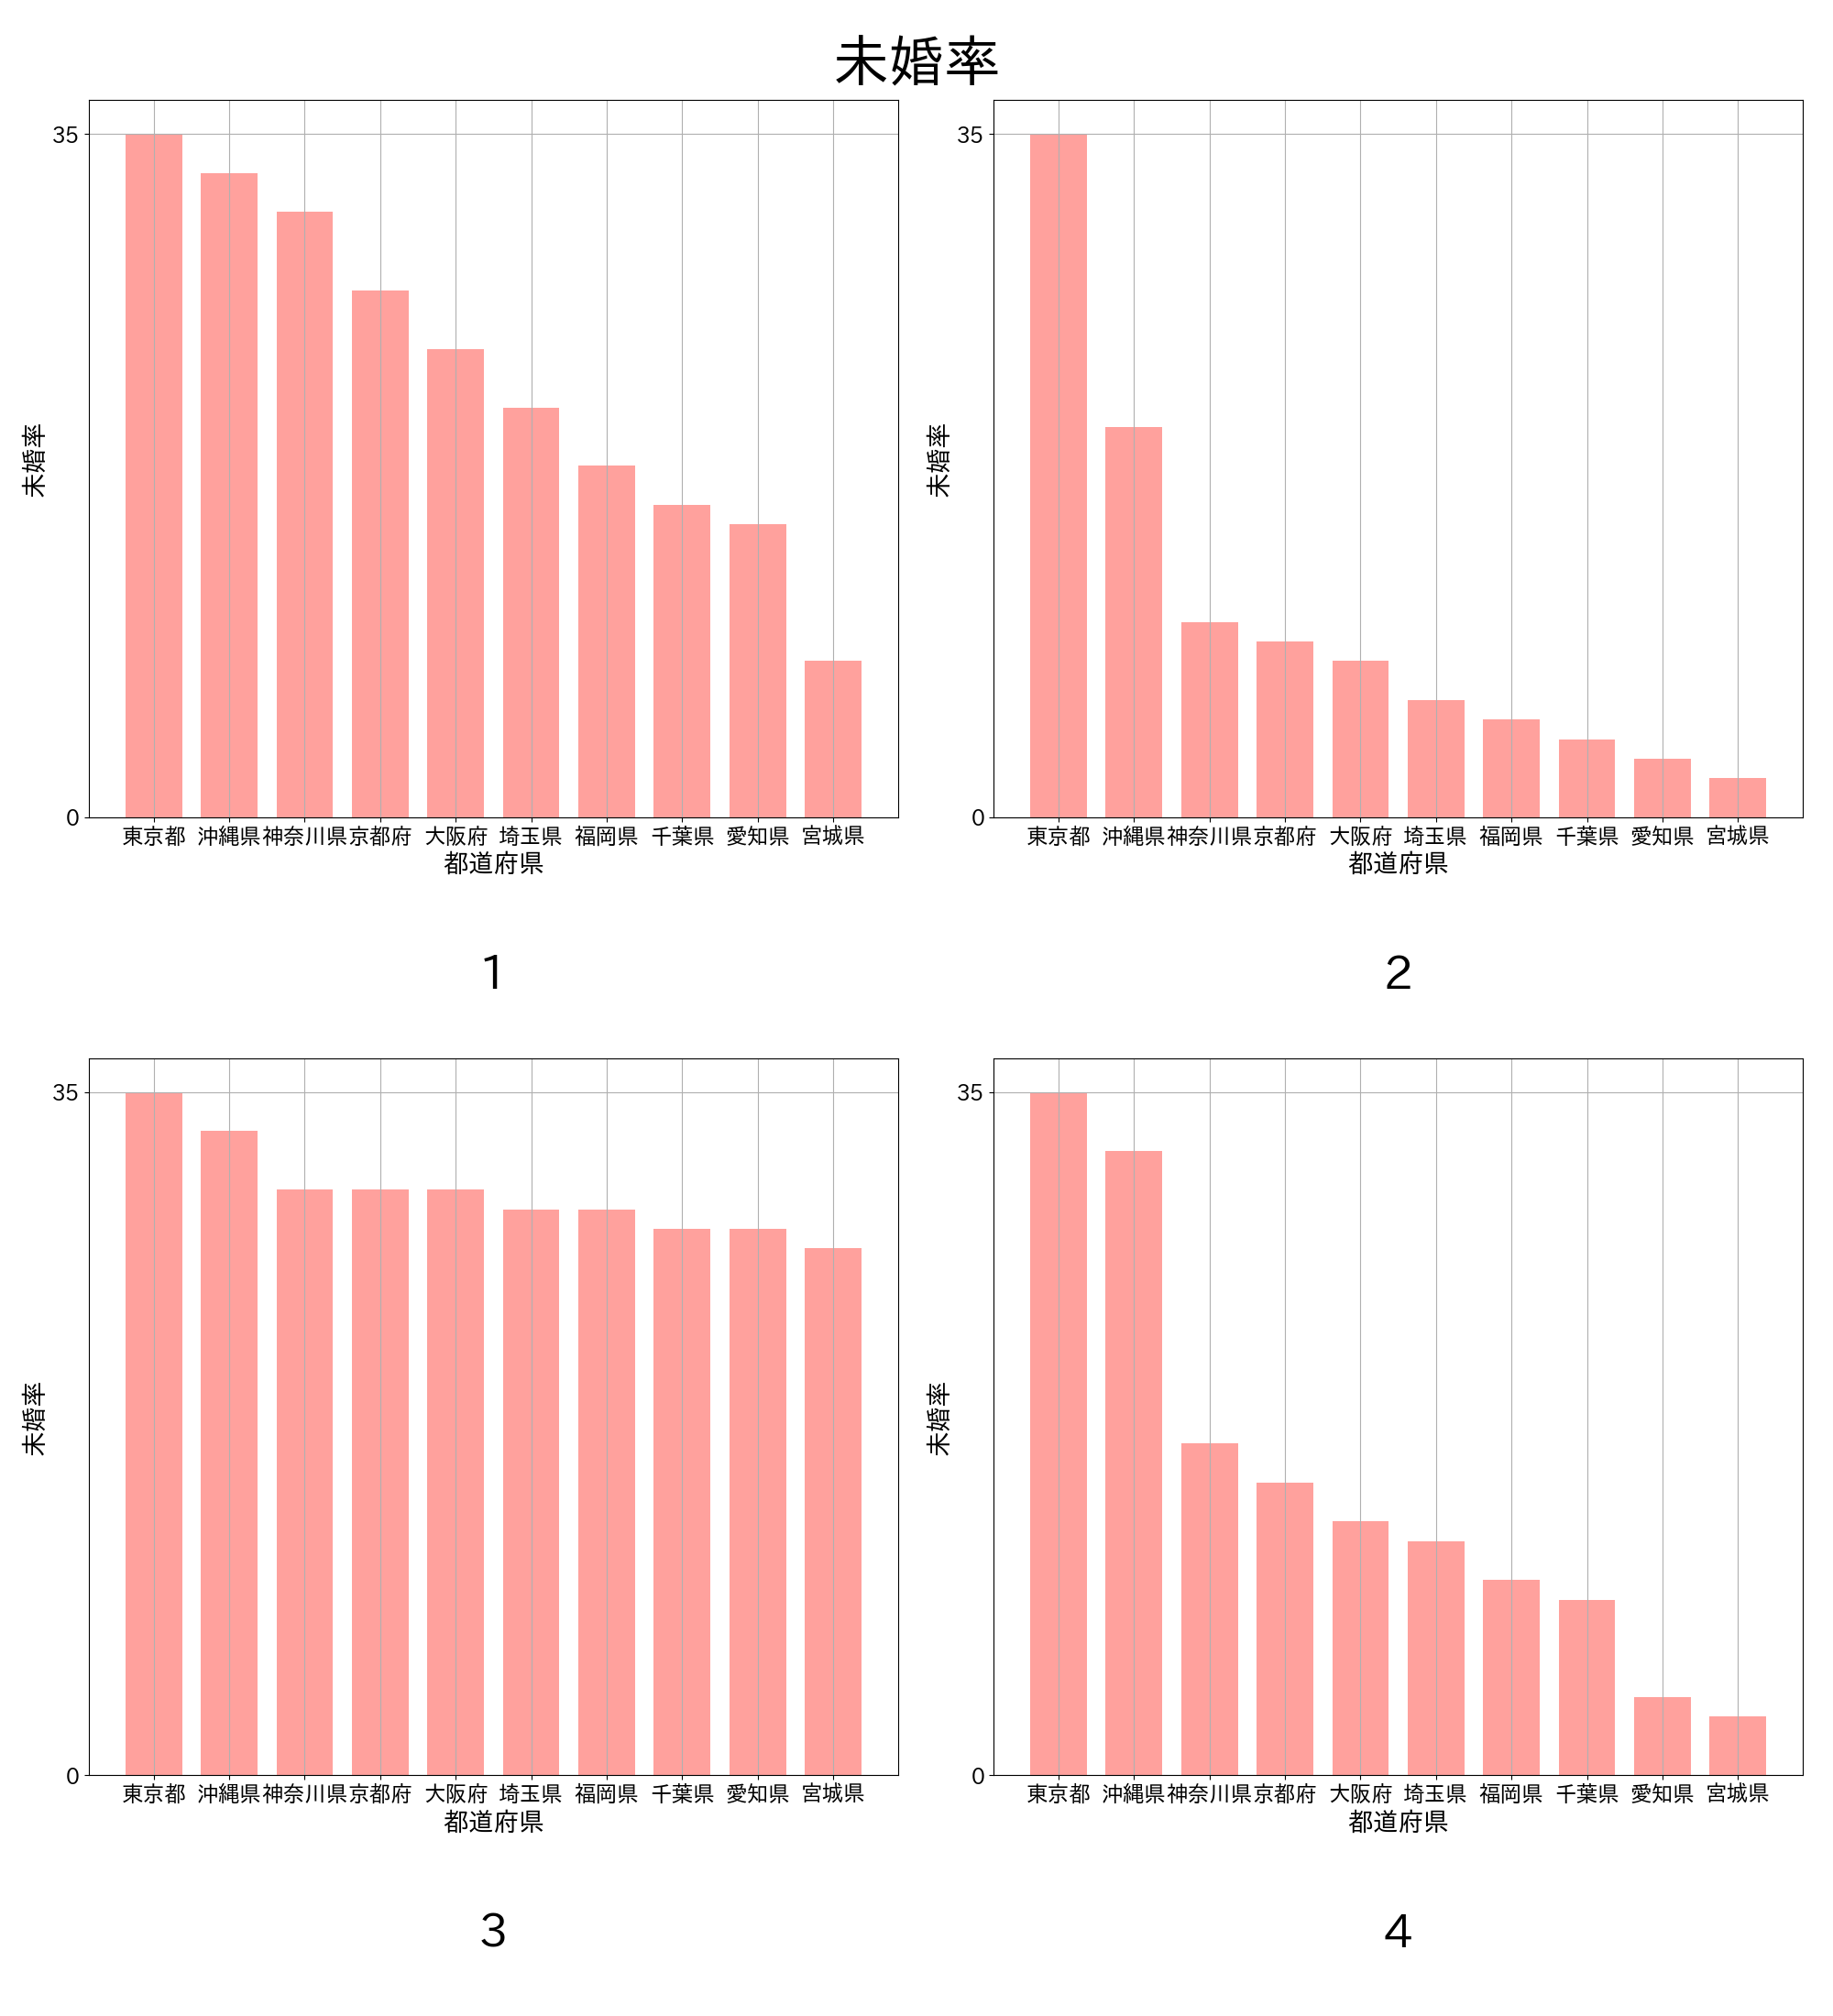 未婚率
35
0
未婚率
東京都 沖縄県 神奈川県 京都府 大阪府 埼玉県 福岡県 千葉県 愛知県 宮城県
都道府県
1
35
0
未婚率
東京都 沖縄県 神奈川県 京都府 大阪府 埼玉県 福岡県 千葉県 愛知県 宮城県
都道府県
2
35
0
未婚率
東京都 沖縄県 神奈川県 京都府 大阪府 埼玉県 福岡県 千葉県 愛知県 宮城県
都道府県
3
35
0
未婚率
東京都 沖縄県 神奈川県 京都府 大阪府 埼玉県 福岡県 千葉県 愛知県 宮城県
都道府県
4